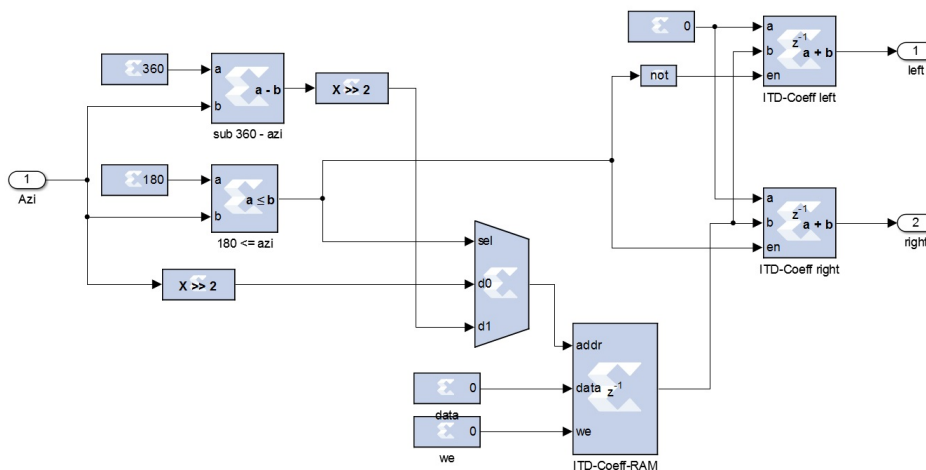 360
a
b
a - b
sub 360 - azi
X >> 2
1
Azi
180
a
b
a ≤ b
180 <= azi
X >> 2
sel
d0
d1
0
data
0
we
addr
data
we
z-1
ITD-Coeff-RAM
not
0
a
b
en
z-1
a + b
ITD-Coeff left
1
left
a
b
en
z-1
a + b
ITD-Coeff right
2
right